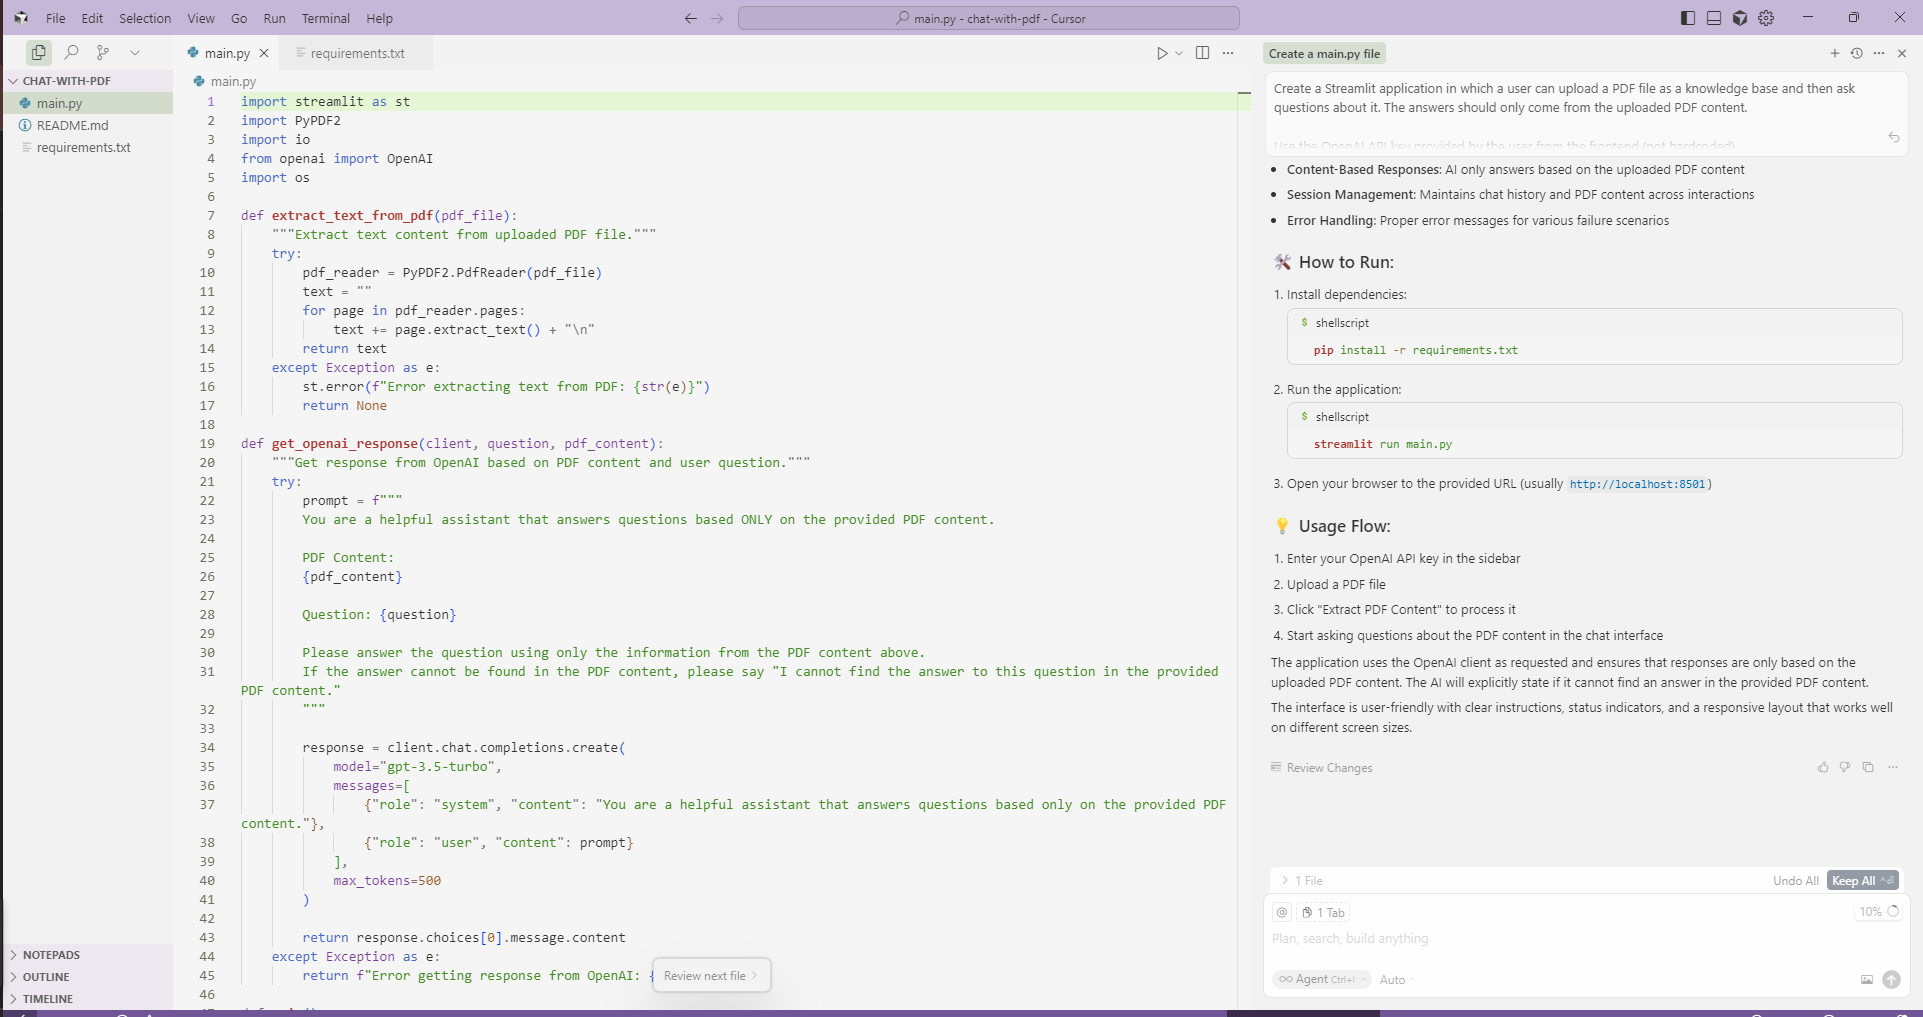 File Edit Selection View Go Run Terminal Help
main.py - chat-with-pdf - Cursor
CHAT-WITH-PDF
main.py
README.md
requirements.txt
NOTEPADS
OUTLINE
TIMELINE
main.py
requirements.txt
main.py
1 import streamlit as st
2 import PyPDF2
3 import io
4 from openai import OpenAI
5 import os
6
7 def extract_text_from_pdf(pdf_file):
8 """Extract text content from uploaded PDF file."""
9 try:
10 pdf_reader = PyPDF2.PdfReader(pdf_file)
11 text = ""
12 for page in pdf_reader.pages:
13 text += page.extract_text() + "\n"
14 return text
15 except Exception as e:
16 st.error(f"Error extracting text from PDF: {str(e)}")
17 return None
18
19 def get_openai_response(client, question, pdf_content):
20 """Get response from OpenAI based on PDF content and user question."""
21 try:
22 prompt = f"""
23 You are a helpful assistant that answers questions based ONLY on the provided PDF content.
24
25 PDF Content:
26 {pdf_content}
27
28 Question: {question}
29
30 Please answer the question using only the information from the PDF content above.
31 If the answer cannot be found in the PDF content, please say "I cannot find the answer to this question in the provided
PDF content."
32 """
33
34 response = client.chat.completions.create(
35 model="gpt-3.5-turbo",
36 messages=[
37 {"role": "system", "content": "You are a helpful assistant that answers questions based only on the provided PDF
content."},
38 {"role": "user", "content": prompt}
39 ],
40 max_tokens=500
41 )
42
43 return response.choices[0].message.content
44 except Exception as e:
45 return f"Error getting response from OpenAI: {
46
Review next file
Create a main.py file
Create a Streamlit application in which a user can upload a PDF file as a knowledge base and then ask
questions about it. The answers should only come from the uploaded PDF content.
Use the OpenAI API key provided by the user from the frontend (not hardcoded)
• Content-Based Responses: AI only answers based on the uploaded PDF content
• Session Management: Maintains chat history and PDF content across interactions
• Error Handling: Proper error messages for various failure scenarios
🛠️ How to Run:
1. Install dependencies:
$ shellscript
pip install -r requirements.txt
2. Run the application:
$ shellscript
streamlit run main.py
3. Open your browser to the provided URL (usually http://localhost:8501)
💡 Usage Flow:
1. Enter your OpenAI API key in the sidebar
2. Upload a PDF file
3. Click "Extract PDF Content" to process it
4. Start asking questions about the PDF content in the chat interface
The application uses the OpenAI client as requested and ensures that responses are only based on the
uploaded PDF content. The AI will explicitly state if it cannot find an answer in the provided PDF content.
The interface is user-friendly with clear instructions, status indicators, and a responsive layout that works well
on different screen sizes.
Review Changes
1 File
Undo All Keep All
@ 1 Tab
10%
Plan, search, build anything
Agent Ctrl+I Auto